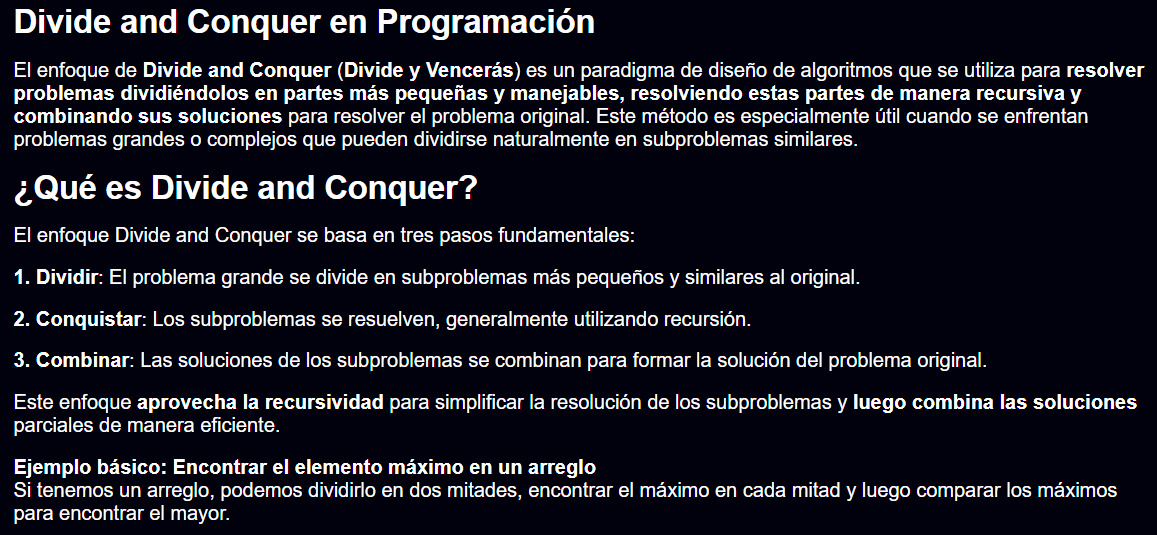 Divide and Conquer en Programación
El enfoque de Divide and Conquer (Divide y Vencerás) es un paradigma de diseño de algoritmos que se utiliza para resolver
problemas dividiéndolos en partes más pequeñas y manejables, resolviendo estas partes de manera recursiva y
combinando sus soluciones para resolver el problema original. Este método es especialmente útil cuando se enfrentan
problemas grandes o complejos que pueden dividirse naturalmente en subproblemas similares.
¿Qué es Divide and Conquer?
El enfoque Divide and Conquer se basa en tres pasos fundamentales:
1. Dividir: El problema grande se divide en subproblemas más pequeños y similares al original.
2. Conquistar: Los subproblemas se resuelven, generalmente utilizando recursión.
3. Combinar: Las soluciones de los subproblemas se combinan para formar la solución del problema original.
Este enfoque aprovecha la recursividad para simplificar la resolución de los subproblemas y luego combina las soluciones
parciales de manera eficiente.
Ejemplo básico: Encontrar el elemento máximo en un arreglo
Si tenemos un arreglo, podemos dividirlo en dos mitades, encontrar el máximo en cada mitad y luego comparar los máximos
para encontrar el mayor.